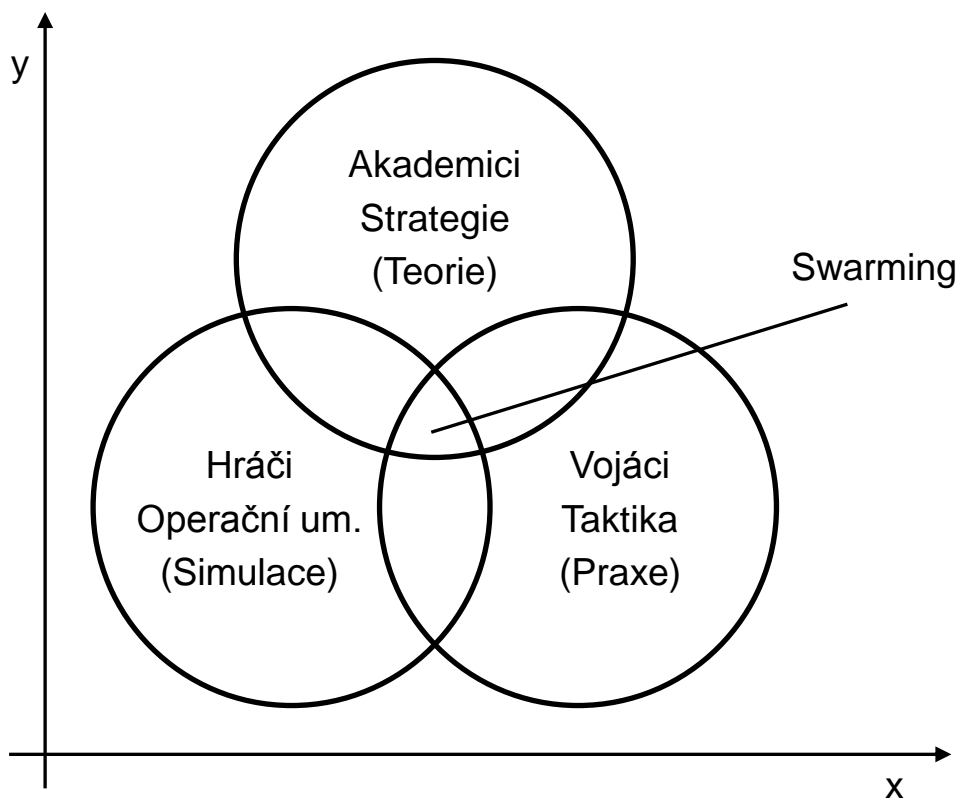 y
Akademici
Strategie
(Teorie)
Swarming
Hráči
Operační um.
(Simulace)
Vojáci
Taktika
(Praxe)
x